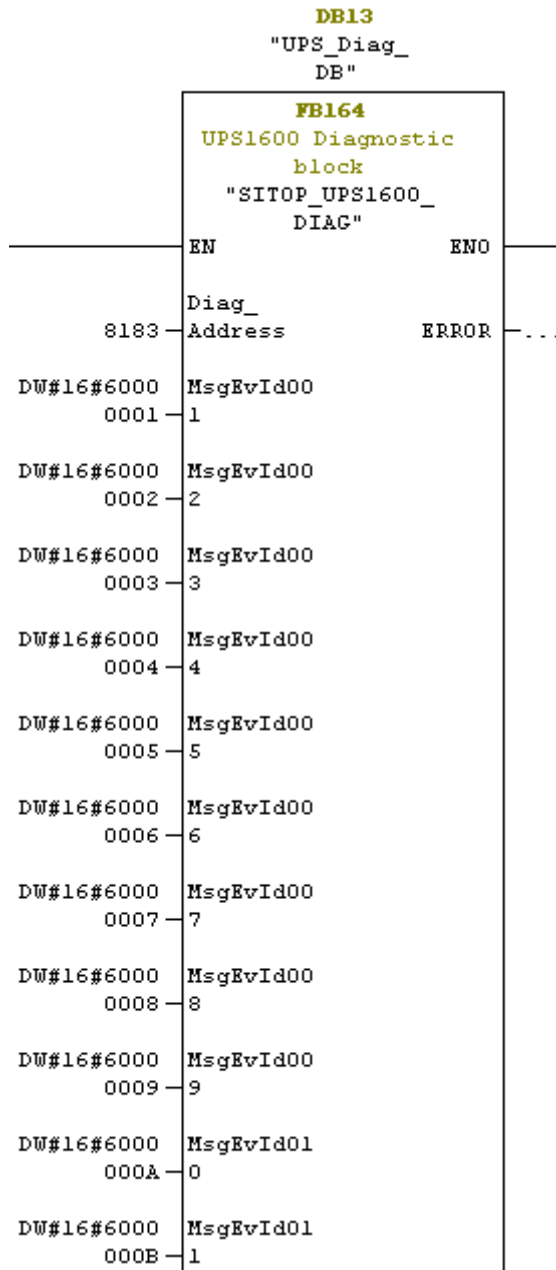 DB13
"UPS_Diag_
DB"
FB164
UPS1600 Diagnostic
block
"SITOP_UPS1600_
DIAG"
EN ENO
Diag_
8183 Address ERROR ...
DW#16#6000 MsgEvId00
0001 1
DW#16#6000 MsgEvId00
0002 2
DW#16#6000 MsgEvId00
0003 3
DW#16#6000 MsgEvId00
0004 4
DW#16#6000 MsgEvId00
0005 5
DW#16#6000 MsgEvId00
0006 6
DW#16#6000 MsgEvId00
0007 7
DW#16#6000 MsgEvId00
0008 8
DW#16#6000 MsgEvId00
0009 9
DW#16#6000 MsgEvId01
000A 0
DW#16#6000 MsgEvId01
000B 1